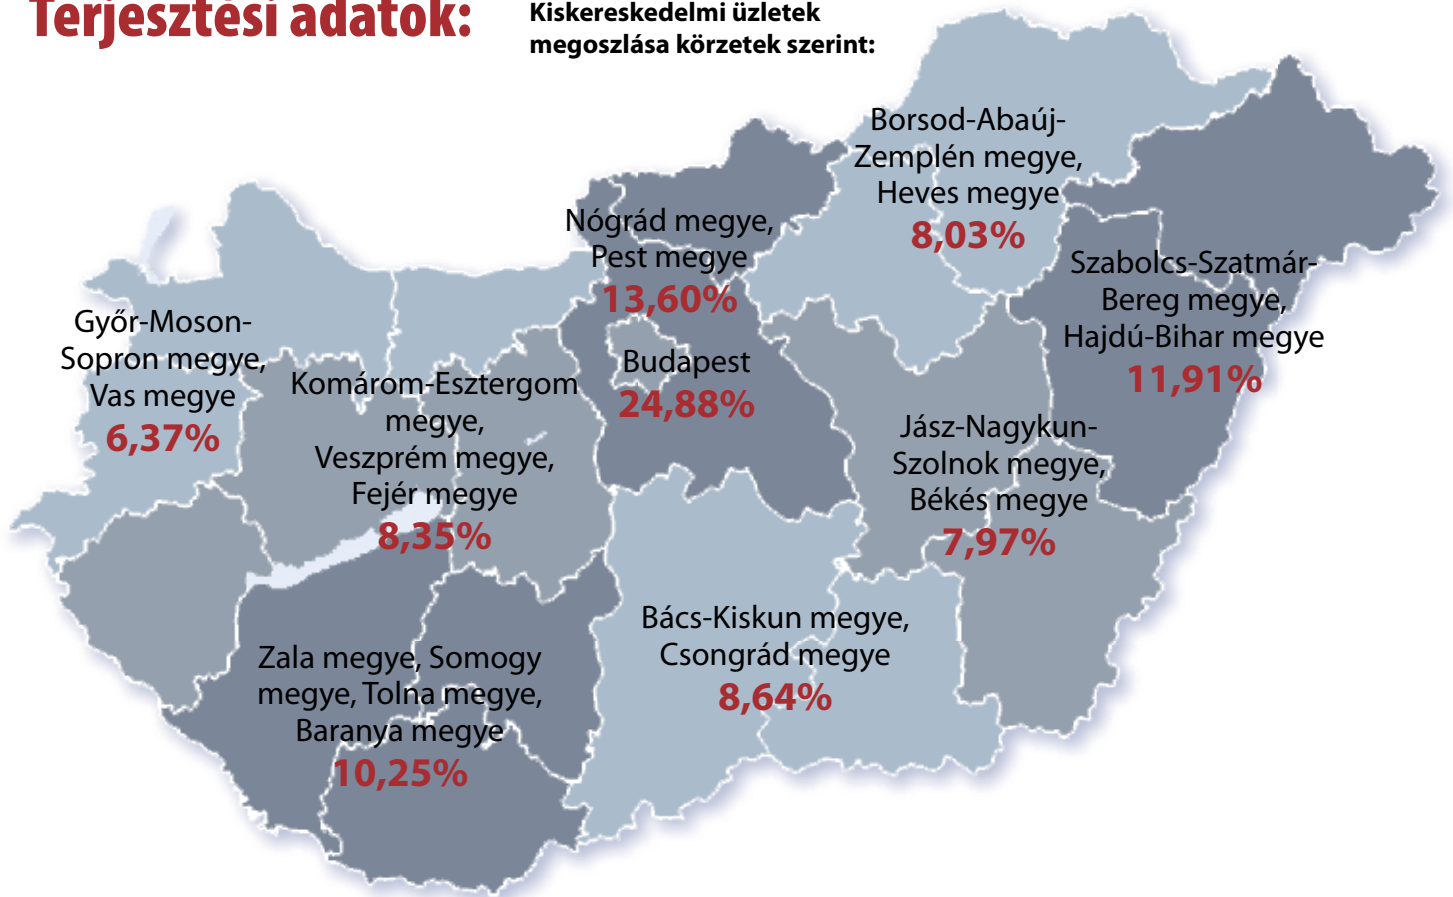 Terjesztési adatok:
Kiskereskedelmi üzletek
megoszlása körzetek szerint:
Borsod-Abaúj-
Zemplén megye,
Heves megye
8,03%
Nógrád megye,
Pest megye
13,60%
Szabolcs-Szatmár-
Bereg megye,
Hajdú-Bihar megye
11,91%
Győr-Moson-
Sopron megye,
Vas megye
6,37%
Budapest
24,88%
Komárom-Esztergom
megye,
Veszprém megye,
Fejér megye
8,35%
Jász-Nagykun-
Szolnok megye,
Békés megye
7,97%
Bács-Kiskun megye,
Csongrád megye
8,64%
Zala megye, Somogy
megye, Tolna megye,
Baranya megye
10,25%